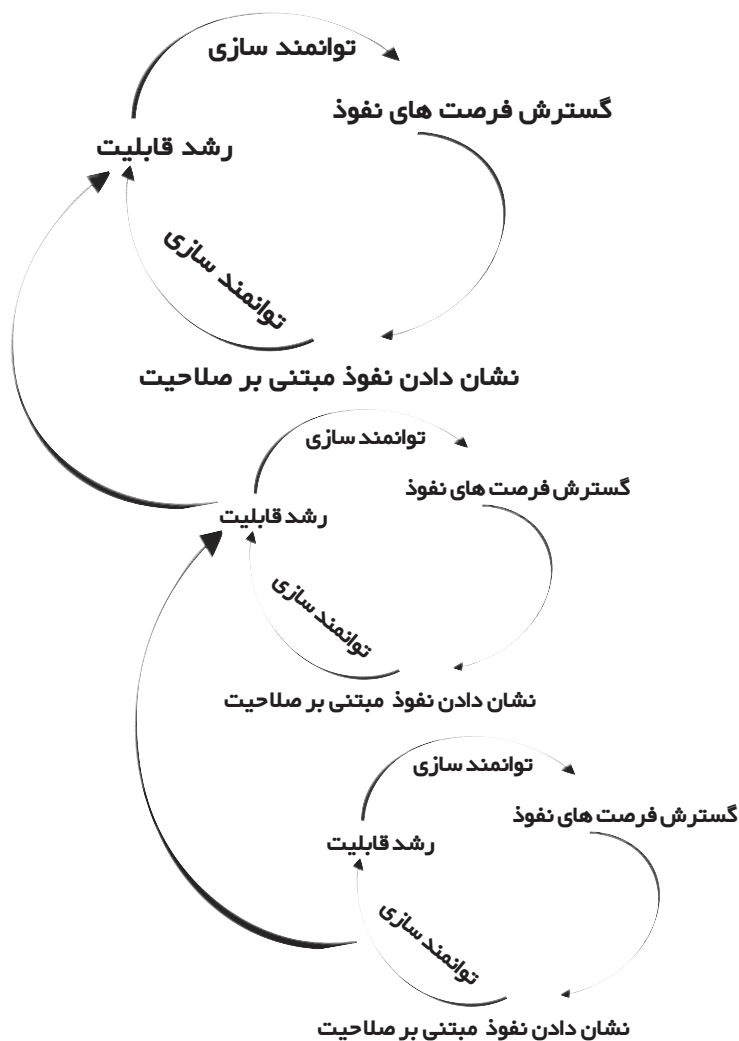 توانمند سازی
گسترش فرصت های نفوذ
رشد قابلیت
توانمند سازی
نشان دادن نفوذ مبتنی بر صلاحیت
توانمند سازی
گسترش فرصت های نفوذ
رشد قابلیت
توانمند سازی
نشان دادن نفوذ مبتنی بر صلاحیت
توانمند سازی
گسترش فرصت های نفوذ
رشد قابلیت
توانمند سازی
نشان دادن نفوذ مبتنی بر صلاحیت